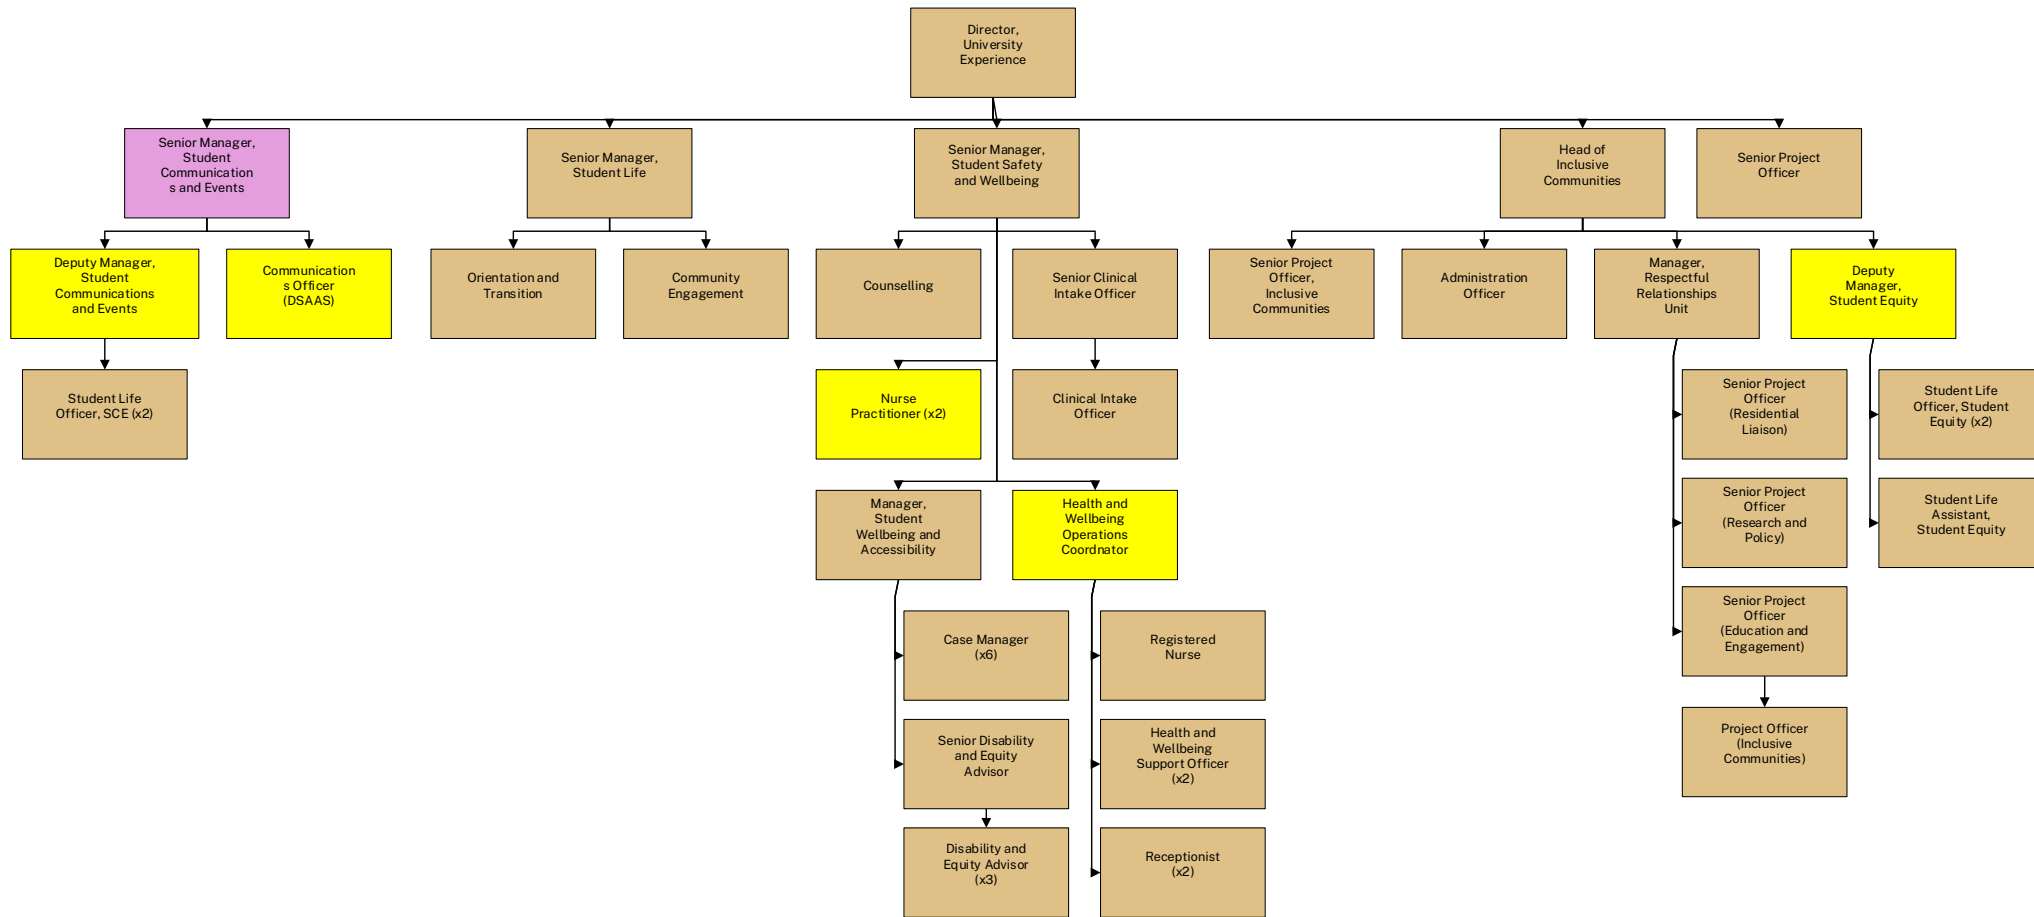 Director,
University
Experience
Senior Manager,
Student
Communication
s and Events
Senior Manager,
Student Life
Senior Manager,
Student Safety
and Wellbeing
Head of
Inclusive
Communities
Senior Project
Officer
Deputy Manager,
Student
Communications
and Events
Communication
s Officer
(DSAAS)
Orientation and
Transition
Community
Engagement
Counselling
Senior Clinical
Intake Officer
Senior Project
Officer,
Inclusive
Communities
Administration
Officer
Manager,
Respectful
Relationships
Unit
Deputy
Manager,
Student Equity
Student Life
Officer, SCE (x2)
Nurse
Practitioner (x2)
Clinical Intake
Officer
Senior Project
Officer
(Residential
Liaison)
Student Life
Officer, Student
Equity (x2)
Manager,
Student
Wellbeing and
Accessibility
Health and
Wellbeing
Operations
Coordnator
Senior Project
Officer
(Research and
Policy)
Student Life
Assistant,
Student Equity
Case Manager
(x6)
Registered
Nurse
Senior Project
Officer
(Education and
Engagement)
Senior Disability
and Equity
Advisor
Health and
Wellbeing
Support Officer
(x2)
Project Officer
(Inclusive
Communities)
Disability and
Equity Advisor
(x3)
Receptionist
(x2)